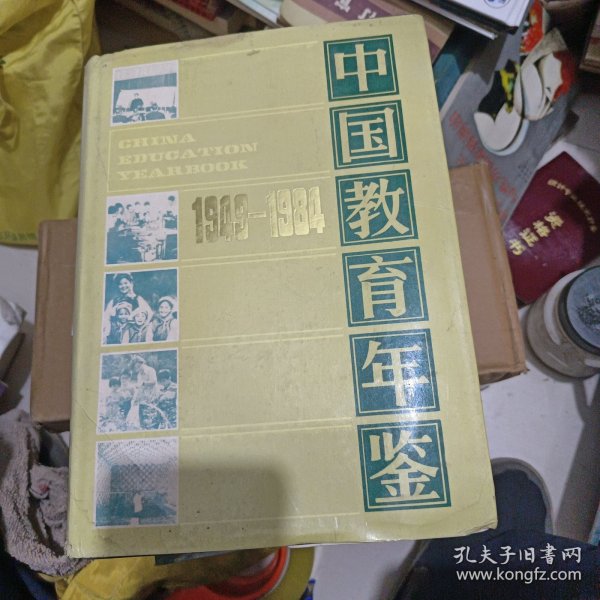 CHINA
EDUCATION
YEARBOOK
1949-1984
中国教育年鉴
孔夫子旧书网
www.kongfz.com